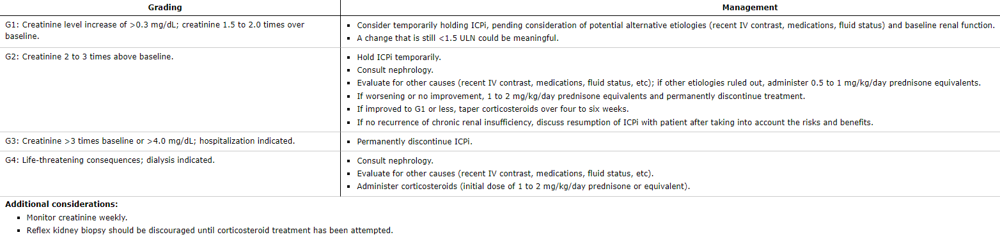 Grading
Management
G1: Creatinine level increase of >0.3 mg/dL; creatinine 1.5 to 2.0 times over
baseline.
▪ Consider temporarily holding ICPi, pending consideration of potential alternative etiologies (recent IV contrast, medications, fluid status) and baseline renal function.
▪ A change that is still <1.5 ULN could be meaningful.
G2: Creatinine 2 to 3 times above baseline.
▪ Hold ICPi temporarily.
▪ Consult nephrology.
▪ Evaluate for other causes (recent IV contrast, medications, fluid status, etc); if other etiologies ruled out, administer 0.5 to 1 mg/kg/day prednisone equivalents.
▪ If worsening or no improvement, 1 to 2 mg/kg/day prednisone equivalents and permanently discontinue treatment.
▪ If improved to G1 or less, taper corticosteroids over four to six weeks.
▪ If no recurrence of chronic renal insufficiency, discuss resumption of ICPi with patient after taking into account the risks and benefits.
G3: Creatinine >3 times baseline or >4.0 mg/dL; hospitalization indicated.
▪ Permanently discontinue ICPi.
G4: Life-threatening consequences; dialysis indicated.
▪ Consult nephrology.
▪ Evaluate for other causes (recent IV contrast, medications, fluid status, etc).
▪ Administer corticosteroids (initial dose of 1 to 2 mg/kg/day prednisone or equivalent).
Additional considerations:
▪ Monitor creatinine weekly.
▪ Reflex kidney biopsy should be discouraged until corticosteroid treatment has been attempted.